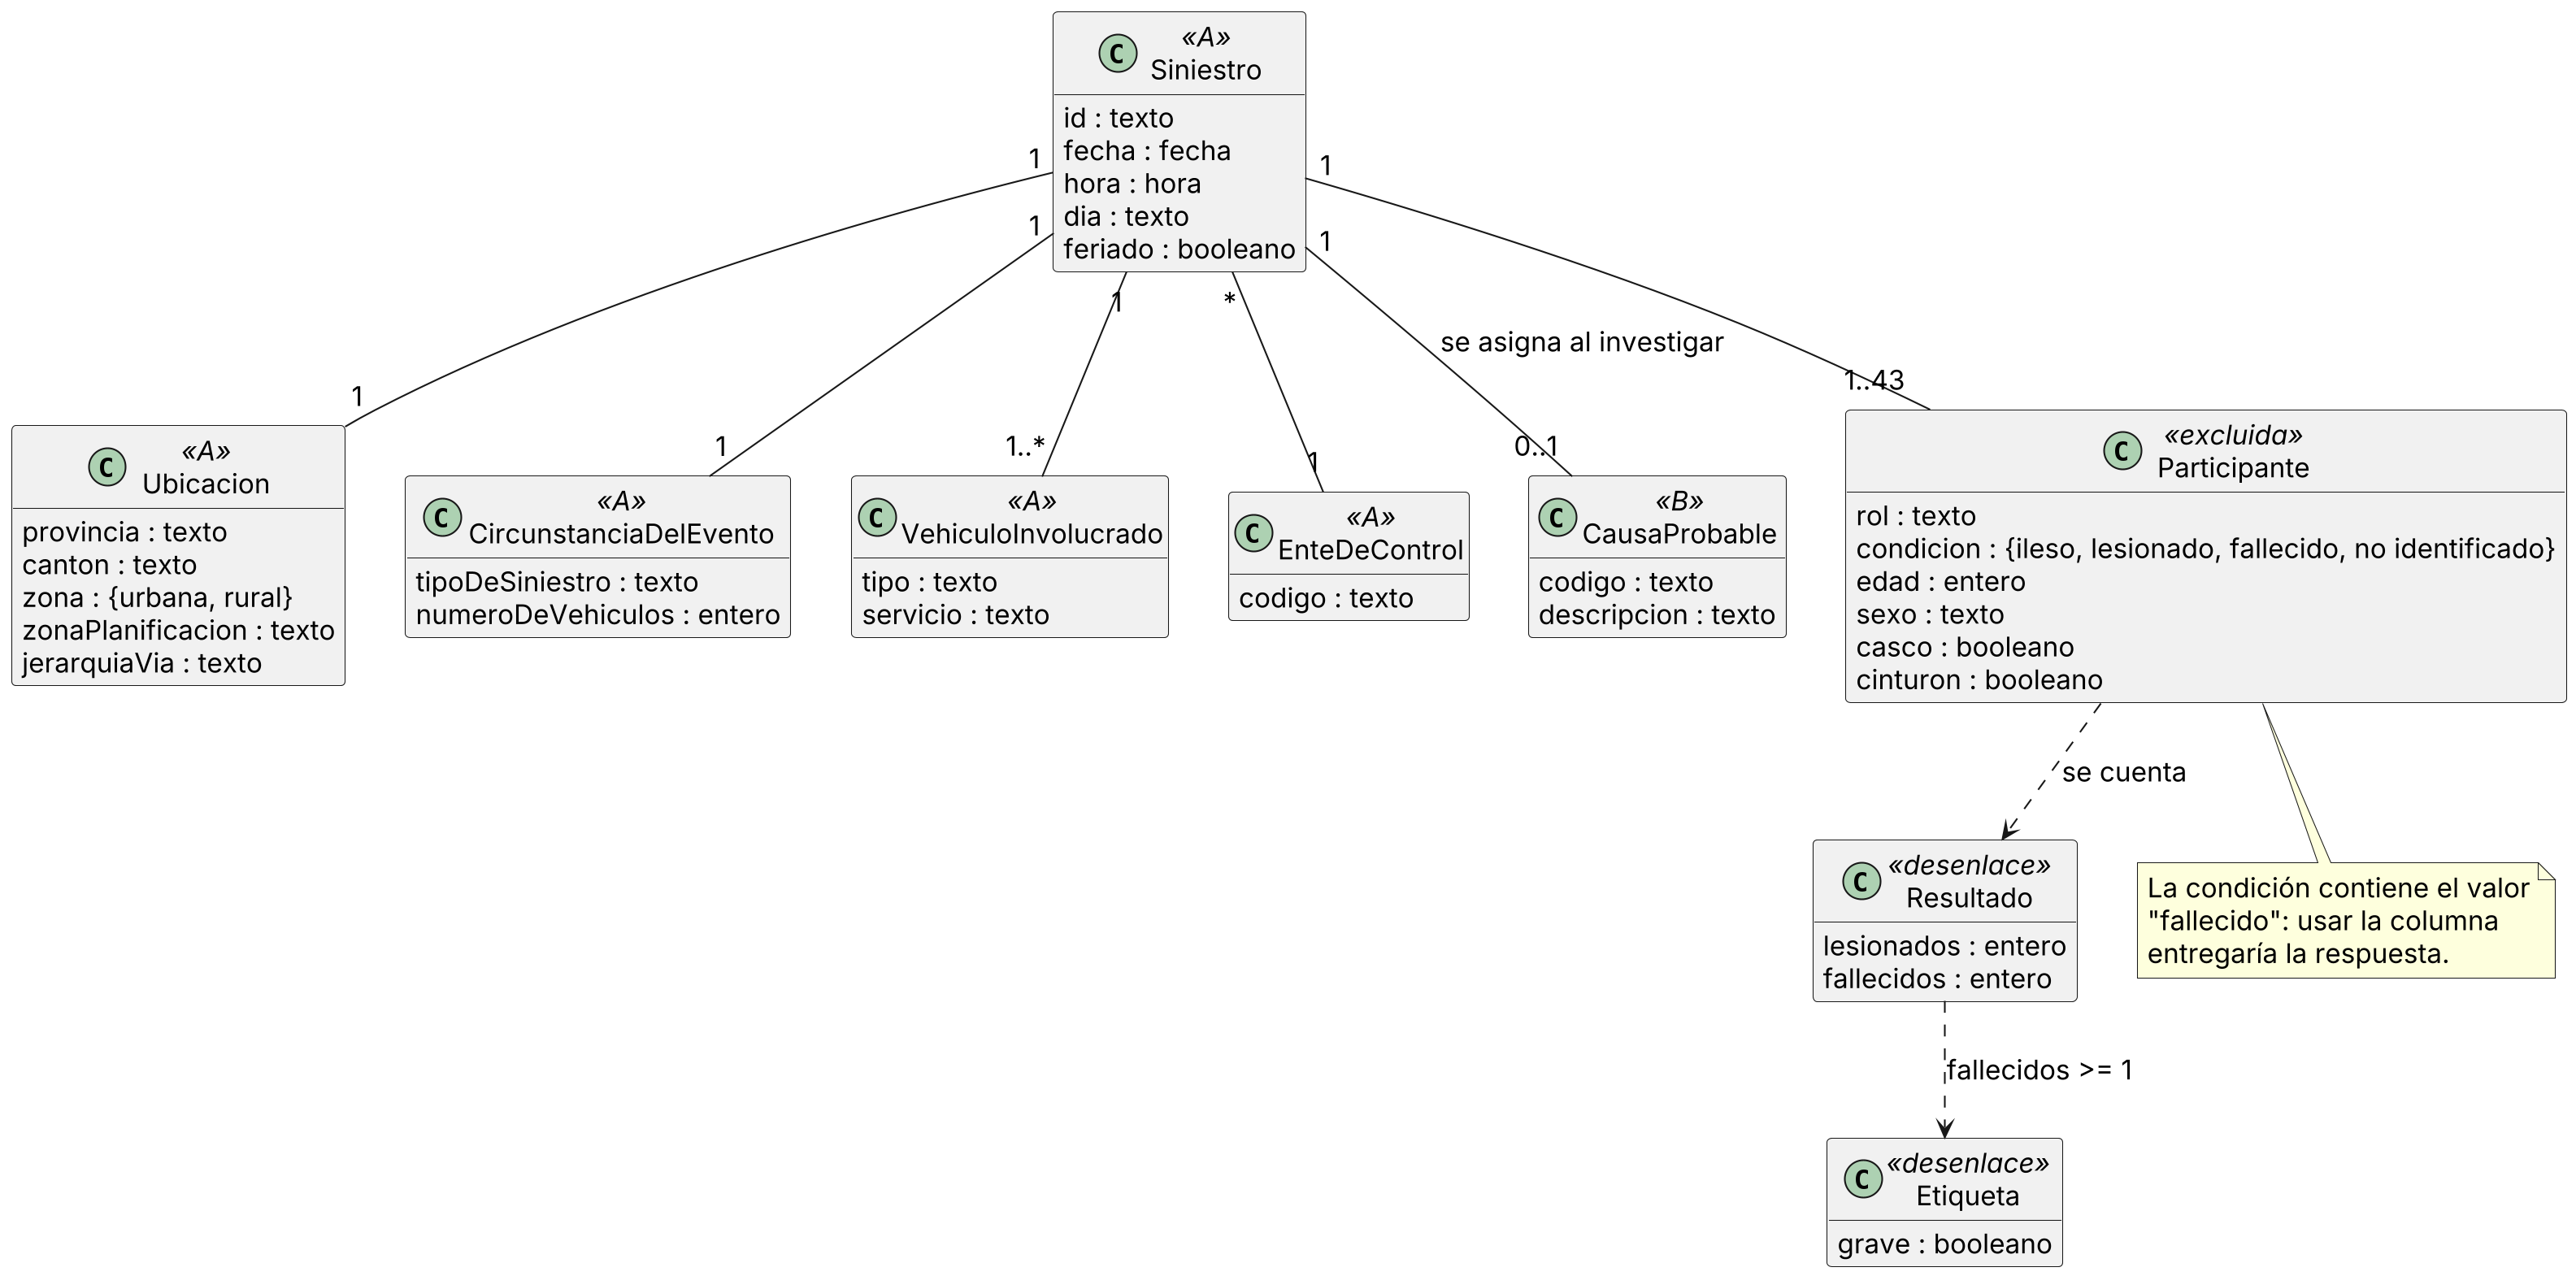 C
«A»
Siniestro
id : texto
fecha : fecha
hora : hora
dia : texto
feriado : booleano
1
1
1
*
1
1
se asigna al investigar
1
1
1..*
1
0..1
1..43
C
«A»
Ubicacion
provincia : texto
canton : texto
zona : {urbana, rural}
zonaPlanificacion : texto
jerarquiaVia : texto
C
«A»
CircunstanciaDelEvento
tipoDeSiniestro : texto
numeroDeVehiculos : entero
C
«A»
VehiculoInvolucrado
tipo : texto
servicio : texto
C
«A»
EnteDeControl
codigo : texto
C
«B»
CausaProbable
codigo : texto
descripcion : texto
C
«excluida»
Participante
rol : texto
condicion : {ileso, lesionado, fallecido, no identificado}
edad : entero
sexo : texto
casco : booleano
cinturon : booleano
se cuenta
C
«desenlace»
Resultado
lesionados : entero
fallecidos : entero
La condición contiene el valor
"fallecido": usar la columna
entregaría la respuesta.
fallecidos >= 1
C
«desenlace»
Etiqueta
grave : booleano